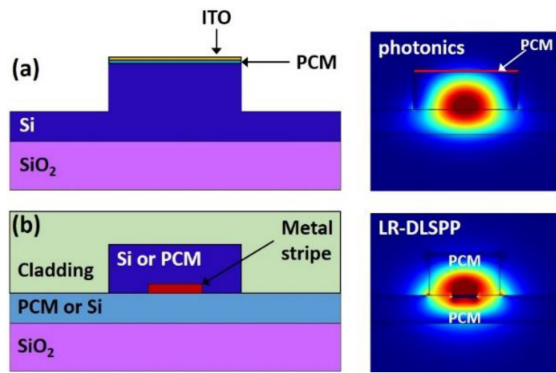 ITO
(a)
PCM
Si
SiO₂
photonics
PCM
(b)
Metal
stripe
Si or PCM
Cladding
PCM or Si
SiO₂
LR-DLSPP
PCM
PCM